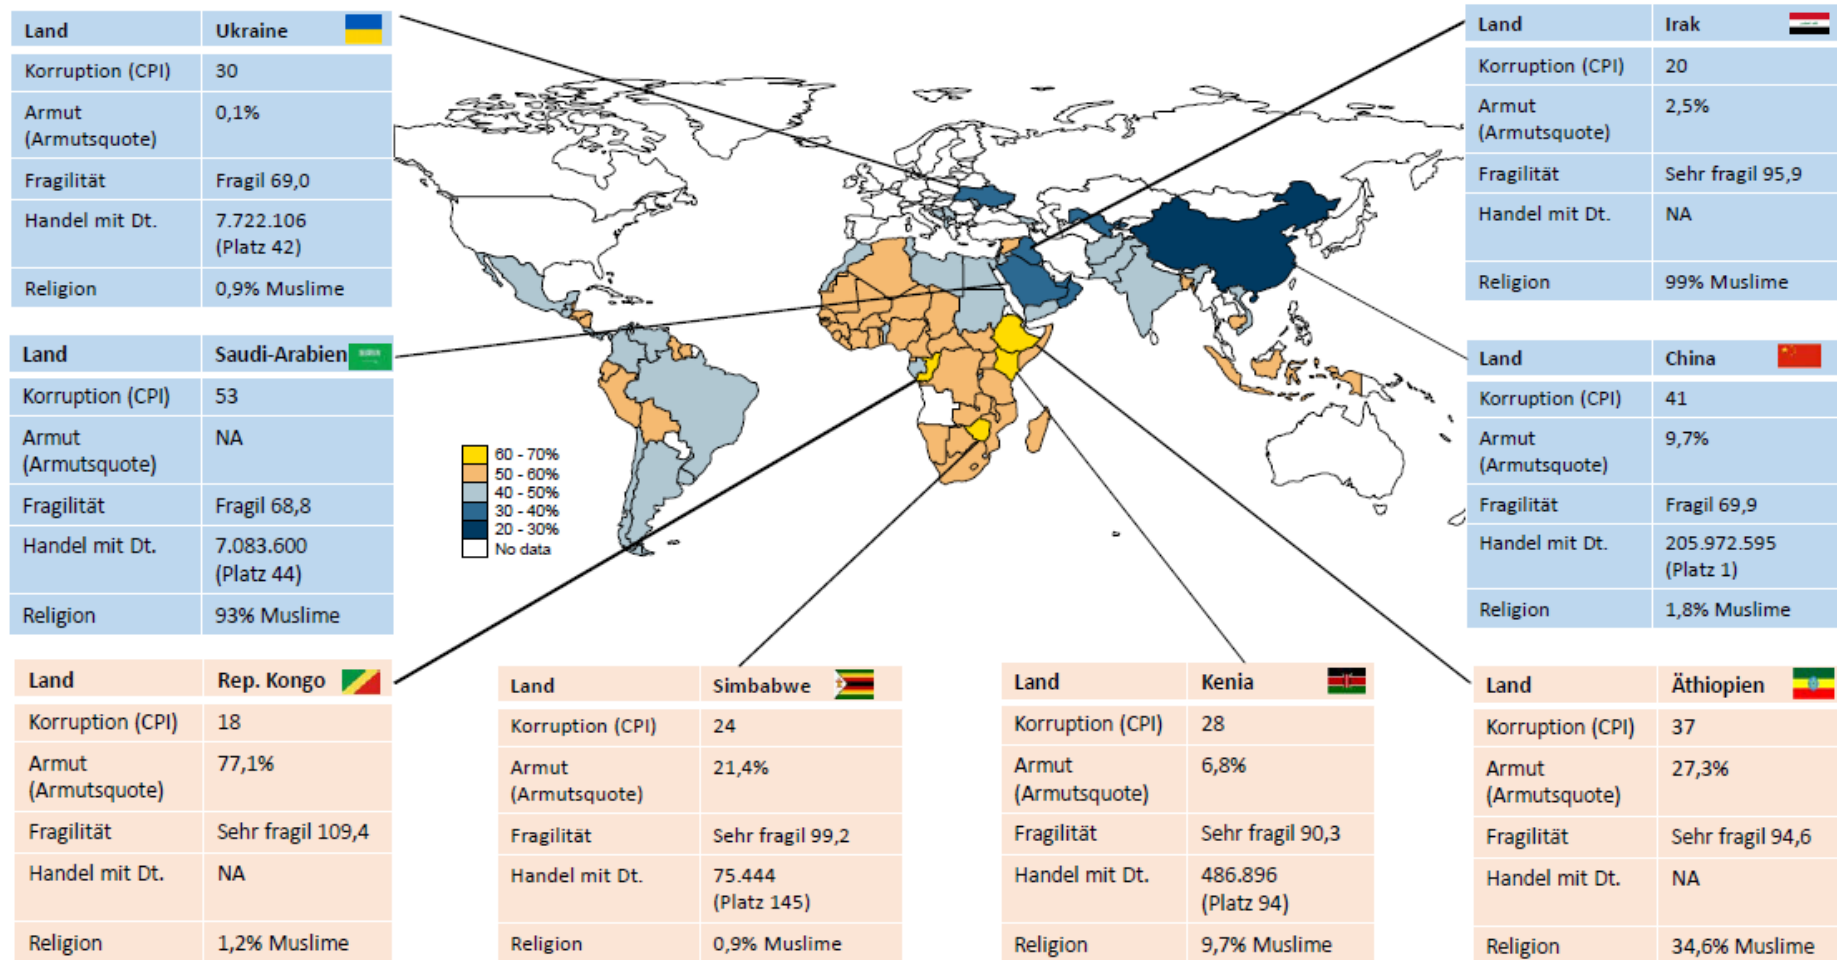 Land Ukraine
Korruption (CPI) 30
Armut
(Armutsquote) 0,1%
Fragilität Fragil 69,0
Handel mit Dt. 7.722.106
(Platz 42)
Religion 0,9% Muslime
Land Saudi-Arabien
Korruption (CPI) 53
Armut
(Armutsquote) NA
Fragilität Fragil 68,8
Handel mit Dt. 7.083.600
(Platz 44)
Religion 93% Muslime
60 - 70%
50 - 60%
40 - 50%
30 - 40%
20 - 30%
No data
Land Irak
Korruption (CPI) 20
Armut
(Armutsquote) 2,5%
Fragilität Sehr fragil 95,9
Handel mit Dt. NA
Religion 99% Muslime
Land China
Korruption (CPI) 41
Armut
(Armutsquote) 9,7%
Fragilität Fragil 69,9
Handel mit Dt. 205.972.595
(Platz 1)
Religion 1,8% Muslime
Land Rep. Kongo
Korruption (CPI) 18
Armut
(Armutsquote) 77,1%
Fragilität Sehr fragil 109,4
Handel mit Dt. NA
Religion 1,2% Muslime
Land Simbabwe
Korruption (CPI) 24
Armut
(Armutsquote) 21,4%
Fragilität Sehr fragil 99,2
Handel mit Dt. 75.444
(Platz 145)
Religion 0,9% Muslime
Land Kenia
Korruption (CPI) 28
Armut
(Armutsquote) 6,8%
Fragilität Sehr fragil 90,3
Handel mit Dt. 486.896
(Platz 94)
Religion 9,7% Muslime
Land Äthiopien
Korruption (CPI) 37
Armut
(Armutsquote) 27,3%
Fragilität Sehr fragil 94,6
Handel mit Dt. NA
Religion 34,6% Muslime